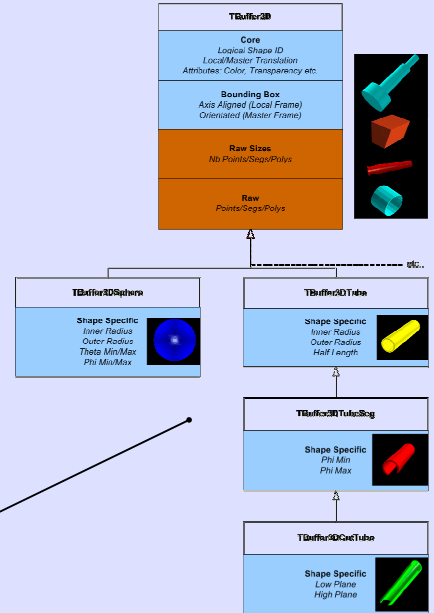 TBuffer3D
Core
Logical Shape ID
Local/Master Translation
Attributes: Color, Transparency etc.
Bounding Box
Axis Aligned (Local Frame)
Orientated (Master Frame)
Raw Sizes
Nb Points/Segs/Polys
Raw
Points/Segs/Polys
etc..
TBuffer3DSphere
Shape Specific
Inner Radius
Outer Radius
Theta Min/Max
Phi Min/Max
TBuffer3DTube
Shape Specific
Inner Radius
Outer Radius
Half Length
TBuffer3DTubeSeg
Shape Specific
Phi Min
Phi Max
TBuffer3DCutTube
Shape Specific
Low Plane
High Plane